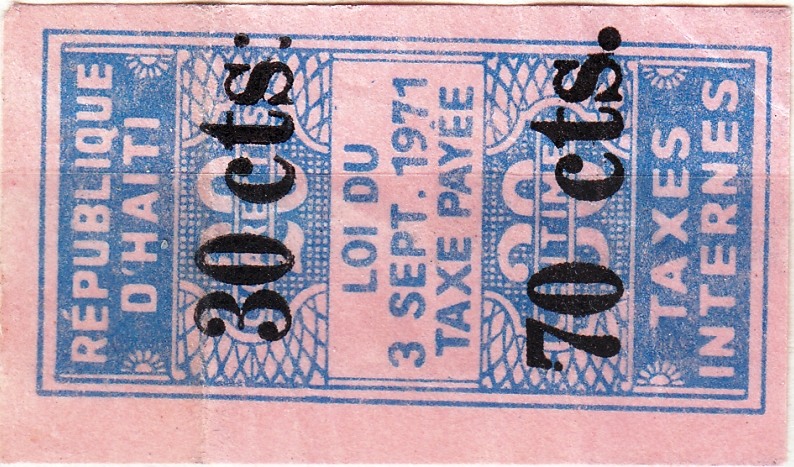 RÉPUBLIQUE
D'HAITI
30 cts:
LOI DU
3 SEPT. 1971
TAXE PAYÉE
70 cts.
TAXES
INTERNES